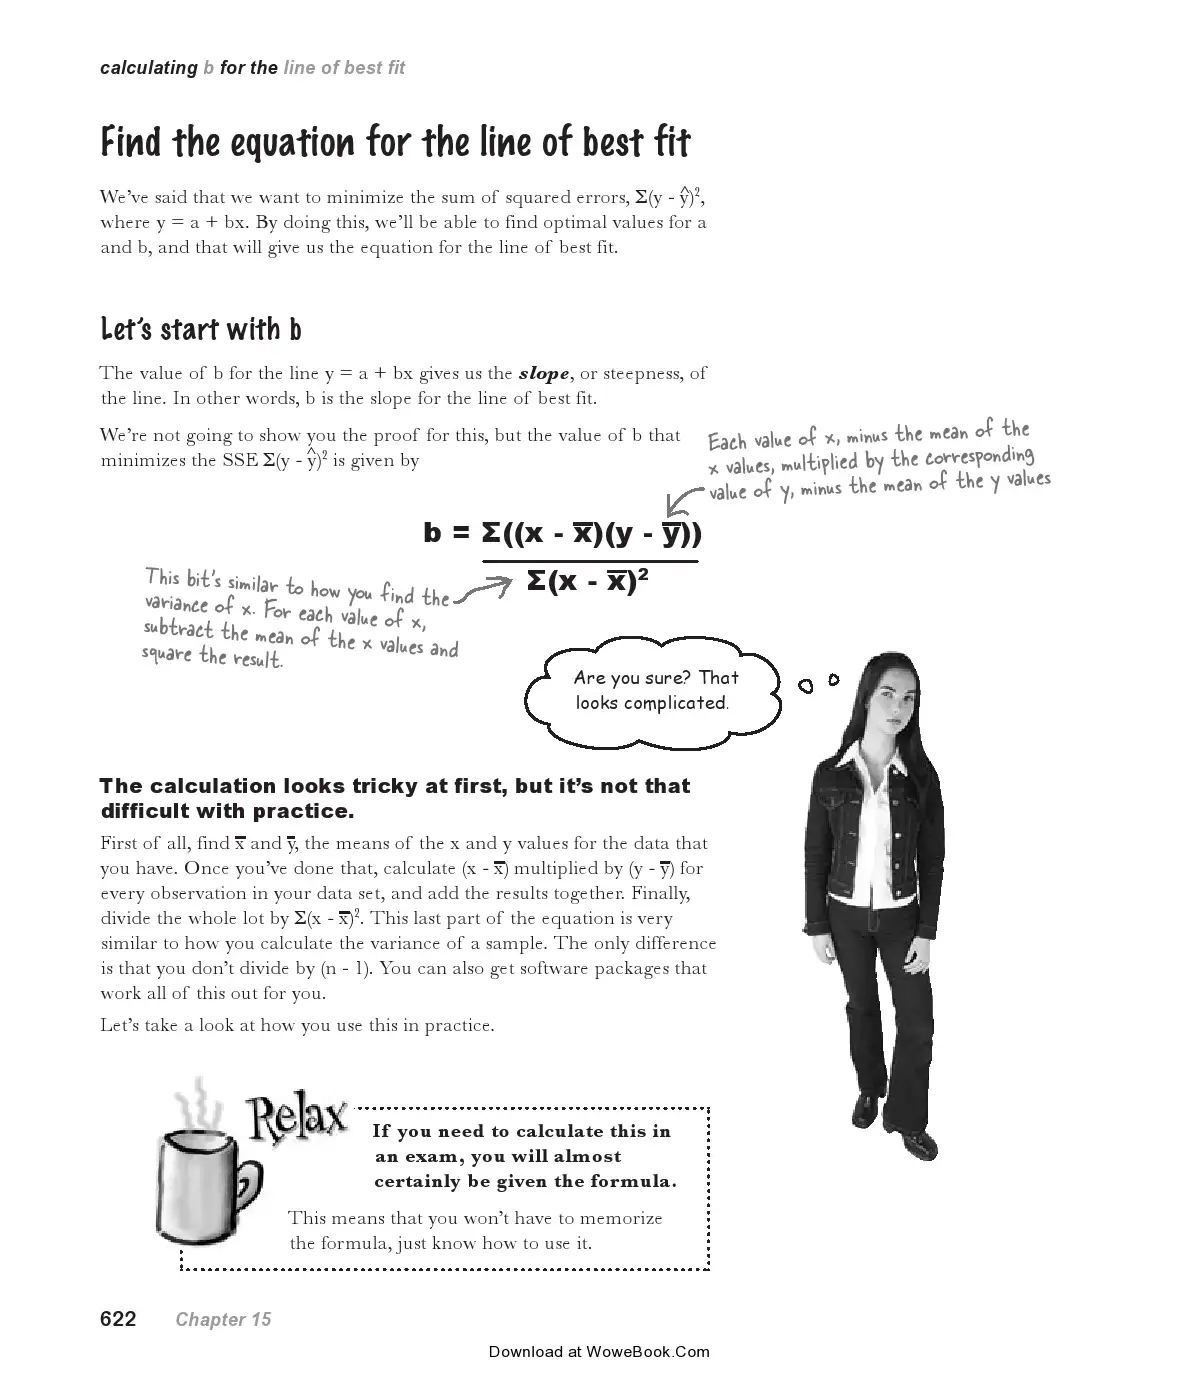 calculating b for the line of best fit
Find the equation for the line of best fit
We’ve said that we want to minimize the sum of squared errors, Σ(y - ŷ)²,
where y = a + bx. By doing this, we’ll be able to find optimal values for a
and b, and that will give us the equation for the line of best fit.
Let’s start with b
The value of b for the line y = a + bx gives us the slope, or steepness, of
the line. In other words, b is the slope for the line of best fit.
We’re not going to show you the proof for this, but the value of b that
minimizes the SSE Σ(y - ŷ)² is given by
Each value of x, minus the mean of the
x values, multiplied by the corresponding
value of y, minus the mean of the y values
b = Σ((x - x̅)(y - y̅))
Σ(x - x̅)²
This bit’s similar to how you find the
variance of x. For each value of x,
subtract the mean of the x values and
square the result.
Are you sure? That
looks complicated.
The calculation looks tricky at first, but it’s not that
difficult with practice.
First of all, find x̅ and y̅, the means of the x and y values for the data that
you have. Once you’ve done that, calculate (x - x̅) multiplied by (y - y̅) for
every observation in your data set, and add the results together. Finally,
divide the whole lot by Σ(x - x̅)². This last part of the equation is very
similar to how you calculate the variance of a sample. The only difference
is that you don’t divide by (n - 1). You can also get software packages that
work all of this out for you.
Let’s take a look at how you use this in practice.
Relax
If you need to calculate this in
an exam, you will almost
certainly be given the formula.
This means that you won’t have to memorize
the formula, just know how to use it.
622 Chapter 15
Download at WoweBook.Com